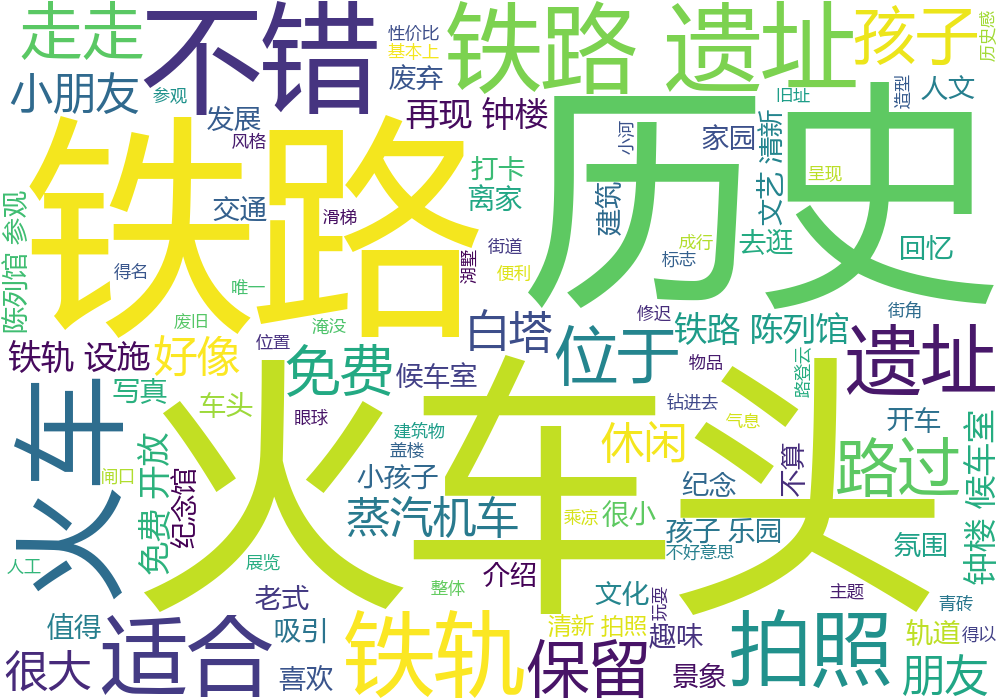 走走
不错
性价比
基本上
铁路 遗址
孩子
历史感
小朋友
参观
发展
风格
废弃
再现 钟楼
旧址
造型
人文
铁路
历史
火车头
陈列馆 参观
交通
滑梯
打卡
离家
小河
建筑
家园
文艺 清新
呈现
得名
唯一
街道
湖墅
便利
成行
标志
去逛
回忆
废旧
淹没
位置
白塔
位于
修迟
铁路 陈列馆
街角
遗址
铁轨 设施
好像
免费
候车室
物品
路登云
火车
写真
车头
眼球
钻进去
气息
开车
免费 开放
闸口
纪念馆
建筑物
盖楼
小孩子
休闲
纪念
不算
路过
钟楼 候车室
蒸汽机车
乘凉
很小
孩子 乐园
不好意思
氛围
人工
展览
整体
介绍
文化
玩耍
主题
青砖
老式
值得
适合
吸引
铁轨
清新 拍照
趣味
拍照
轨道
得以
很大
喜欢
保留
景象
朋友